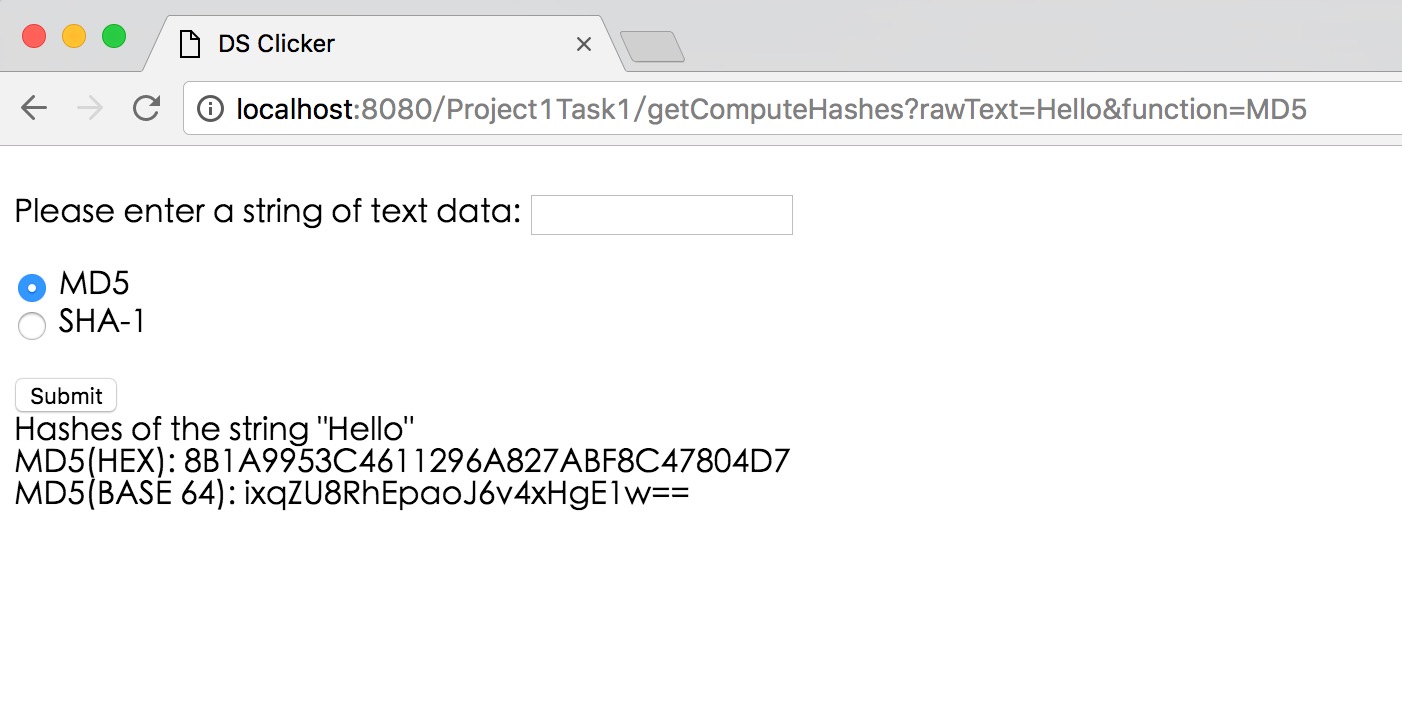 DS Clicker
localhost:8080/Project1Task1/getComputeHashes?rawText=Hello&function=MD5
Please enter a string of text data:
MD5
SHA-1
Submit
Hashes of the string "Hello"
MD5(HEX): 8B1A9953C4611296A827ABF8C47804D7
MD5(BASE 64): ixqZU8RhEpaoJ6v4xHgE1w==